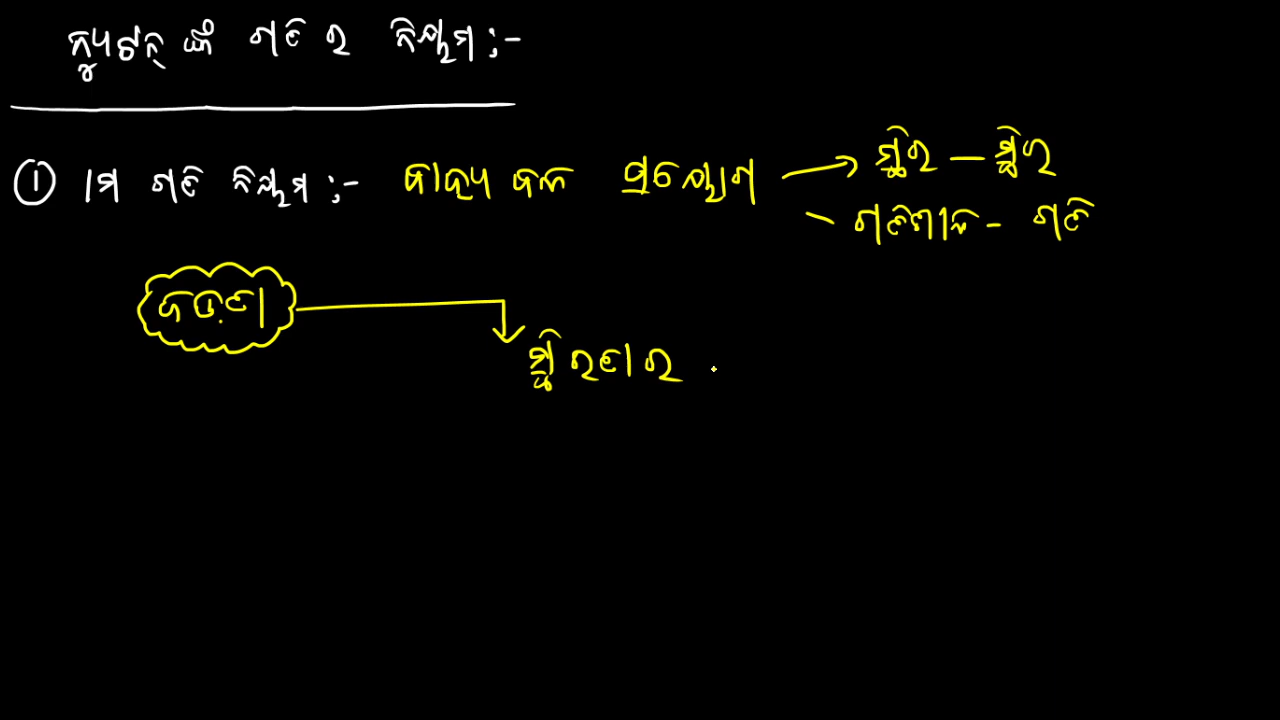 ନ୍ୟୁଟନ୍ ଙ୍କ ଗତି ର ନିୟମ :-
① ୧ମ ଗତି ନିୟମ :- ବାହ୍ୟ ବଳ ପ୍ରୟୋଗ → ସ୍ଥିର — ସ୍ଥିର
- ଗତିଶୀଳ - ଗତି
ଜଡ଼ତା
ସ୍ଥିରତାର